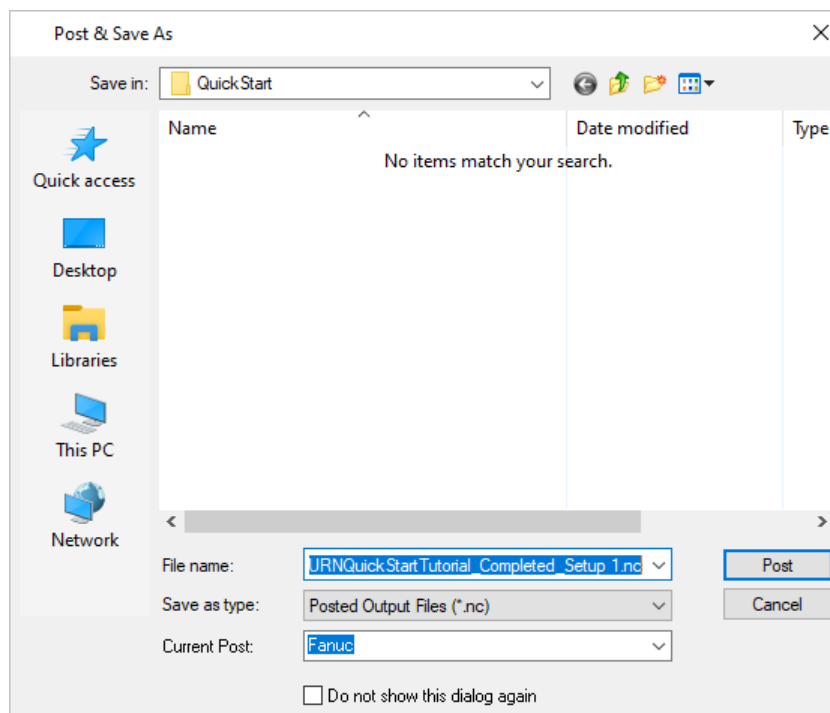 Post & Save As
Save in: QuickStart
Name Date modified Type
No items match your search.
Quick access
Desktop
Libraries
This PC
Network
File name: URNQuickStartTutorial_Completed_Setup 1.nc Post
Save as type: Posted Output Files (*.nc) Cancel
Current Post: Fanuc
Do not show this dialog again